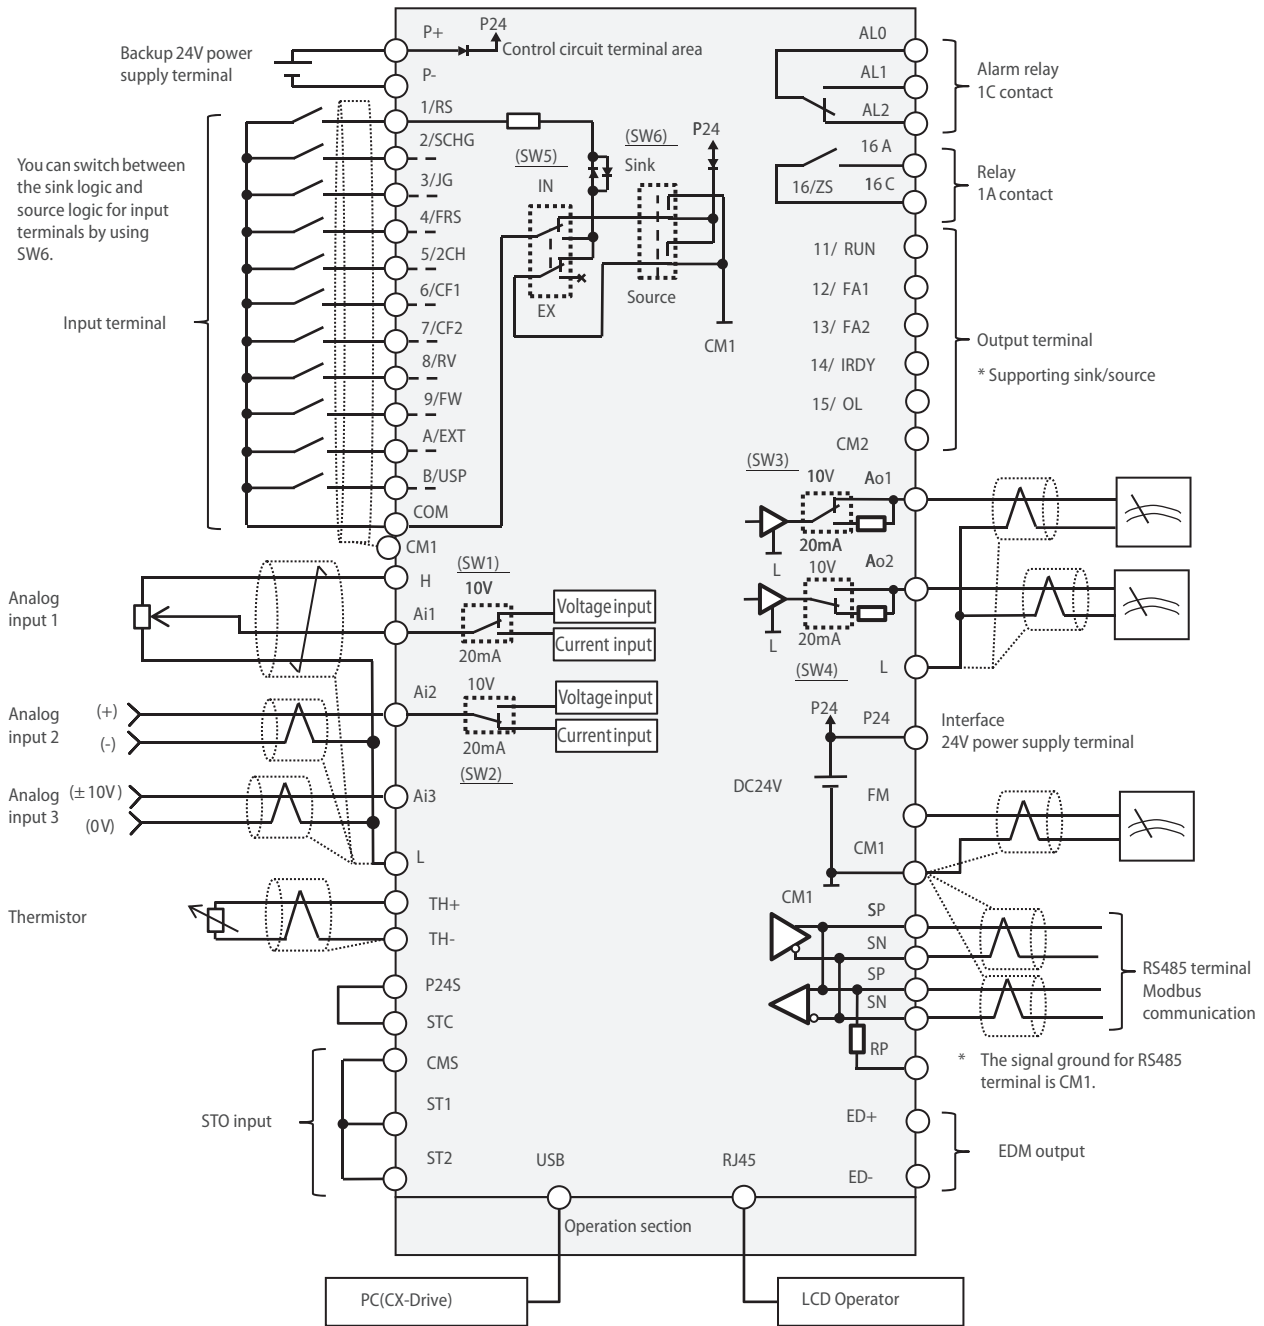 Backup 24V power
supply terminal
P+
P24
Control circuit terminal area
P-
AL0
AL1
AL2
Alarm relay
1C contact
1/RS
2/SCHG
3/JG
4/FRS
5/2CH
6/CF1
7/CF2
8/RV
9/FW
A/EXT
B/USP
COM
CM1
You can switch between
the sink logic and
source logic for input
terminals by using
SW6.
Input terminal
(SW5)
IN
EX
(SW6)
Sink
Source
P24
CM1
16 A
16/ZS
16 C
Relay
1A contact
11/ RUN
12/ FA1
13/ FA2
14/ IRDY
15/ OL
CM2
Output terminal
* Supporting sink/source
(SW3)
10V
Ao1
20mA
L
10V
Ao2
20mA
L
(SW4)
L
Analog
input 1
H
Ai1
(SW1)
10V
20mA
Voltage input
Current input
Analog
input 2
(+)
(-)
Ai2
10V
20mA
(SW2)
Voltage input
Current input
Analog
input 3
(±10V)
(0V)
Ai3
L
P24
P24
Interface
24V power supply terminal
DC24V
FM
CM1
CM1
Thermistor
TH+
TH-
P24S
STC
SP
SN
SP
SN
RP
RS485 terminal
Modbus
communication
* The signal ground for RS485
terminal is CM1.
STO input
CMS
ST1
ST2
ED+
ED-
EDM output
USB
RJ45
Operation section
PC(CX-Drive)
LCD Operator